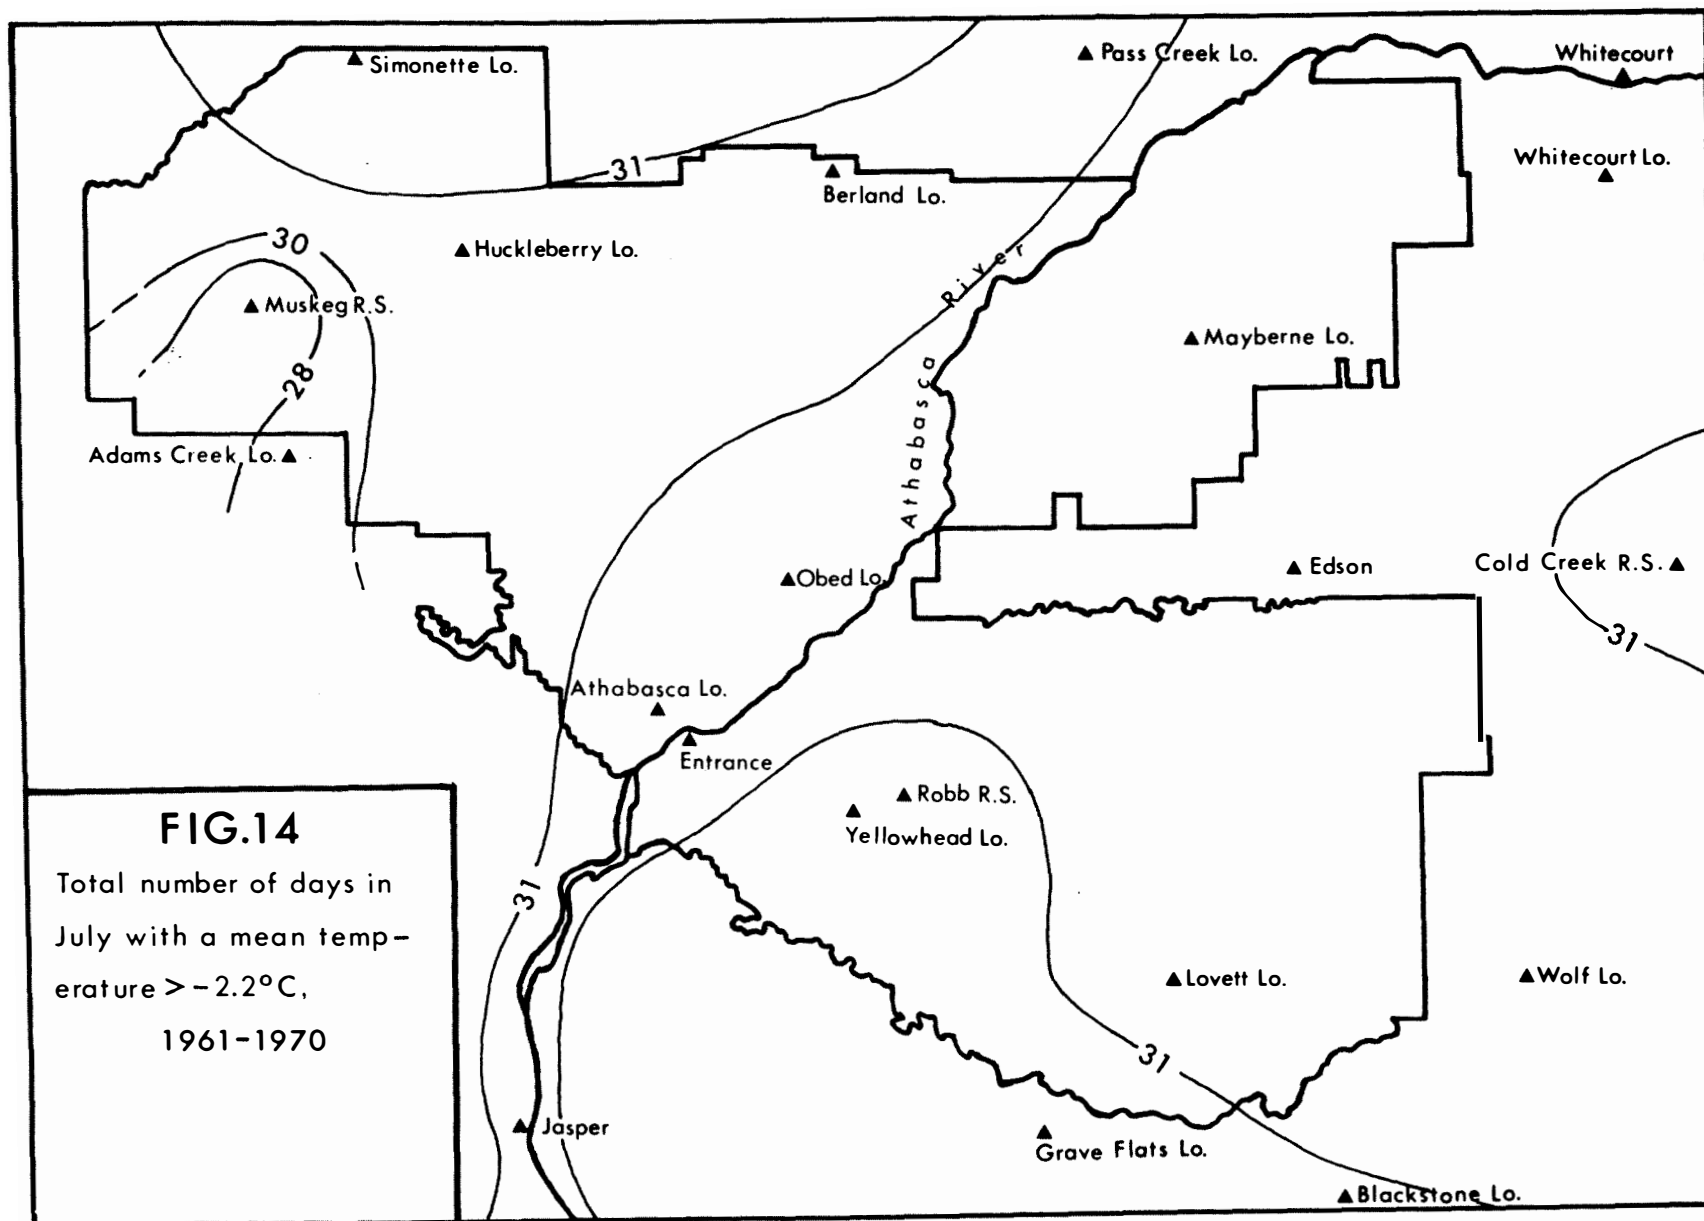 Simonette Lo.
Pass Creek Lo.
Whitecourt
31
Whitecourt Lo.
Berland Lo.
30
Huckleberry Lo.
River
Muskeg R.S.
Mayberne Lo.
28
Athabasca
Adams Creek Lo.
Obed Lo.
Edson
Cold Creek R.S.
31
Athabasca Lo.
Entrance
Robb R.S.
Yellowhead Lo.
31
Lovett Lo.
Wolf Lo.
31
Jasper
Grave Flats Lo.
Blackstone Lo.
FIG.14
Total number of days in
July with a mean temp-
erature > -2.2°C,
1961-1970